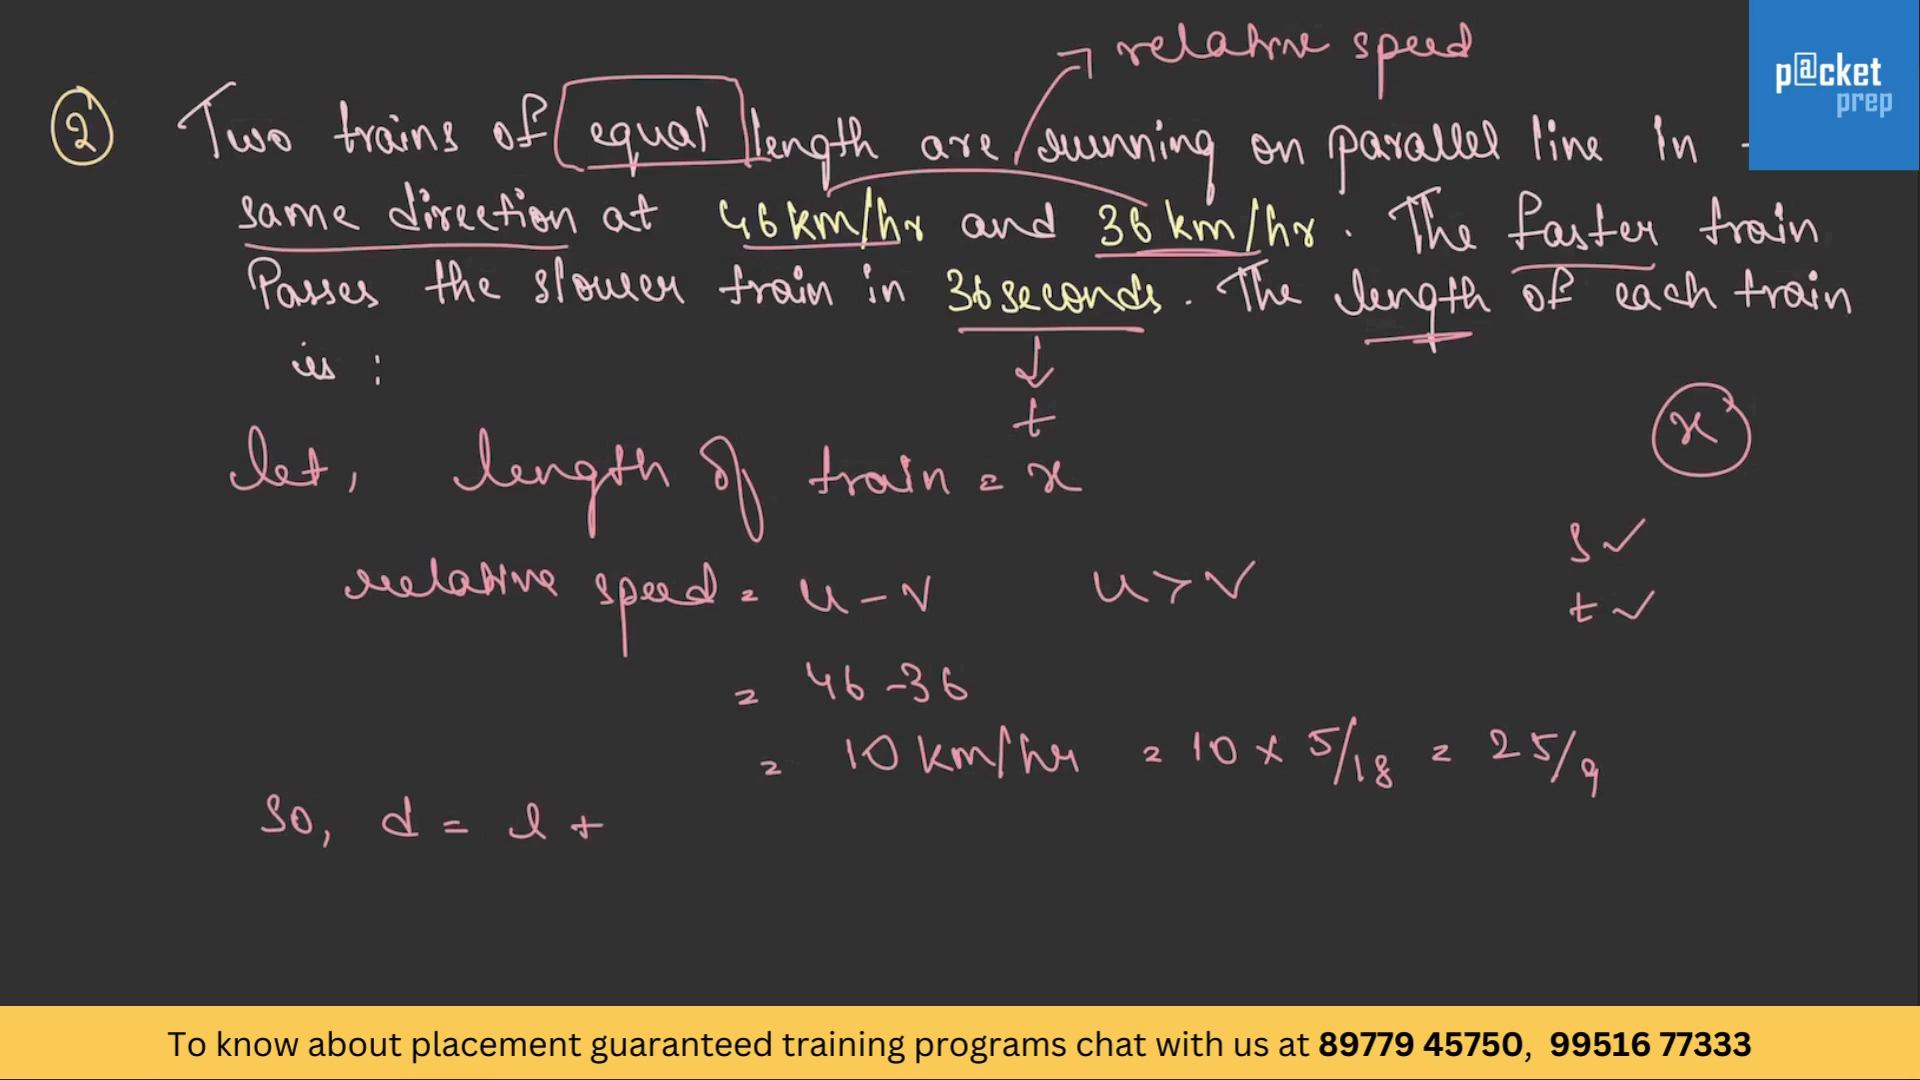 relative speed
p@cket
prep
② Two trains of equal length are running on parallel line in -
same direction at 46km/hr and 36 km/hr. The faster train
Passes the slower train in 36 seconds. The length of each train
is :
t
x
let, length of train = x
s ✓
relative speed = u - v u > v
t ✓
= 46 - 36
= 10 km/hr = 10 × 5/18 = 25/9
So, d = l +
To know about placement guaranteed training programs chat with us at 89779 45750, 99516 77333